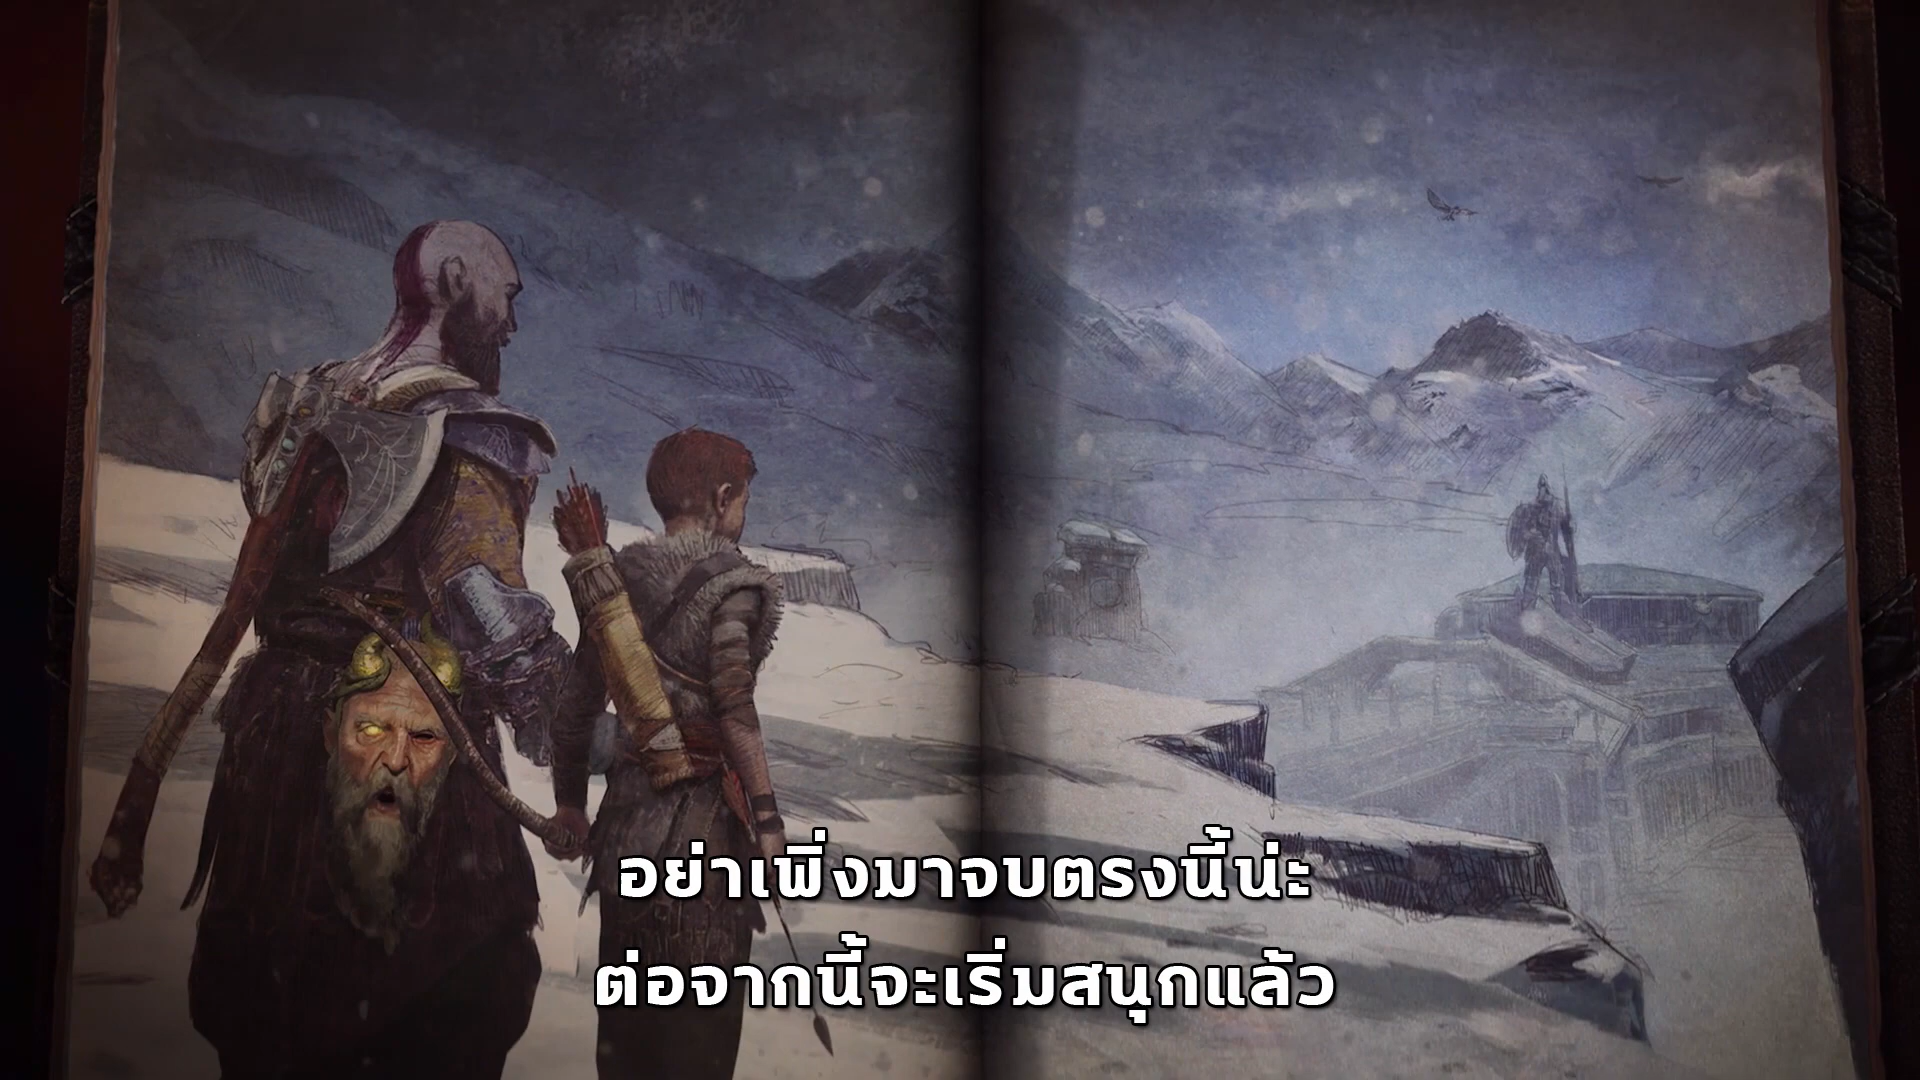 อย่าเพิ่งมาจบตรงนี้น่ะ
ต่อจากนี้จะเริ่มสนุกแล้ว